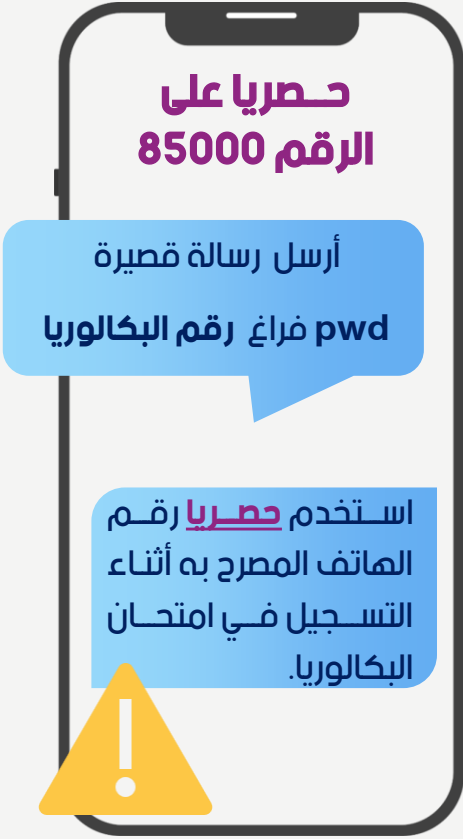 حـصريا على
الرقم 85000
أرسل رسالة قصيرة
pwd فراغ رقم البكالوريا
اسـتخدم حصـريا رقـم
الهاتف المصرح به أثناء
التسـجيل فـي امتحـان
البكالوريا.